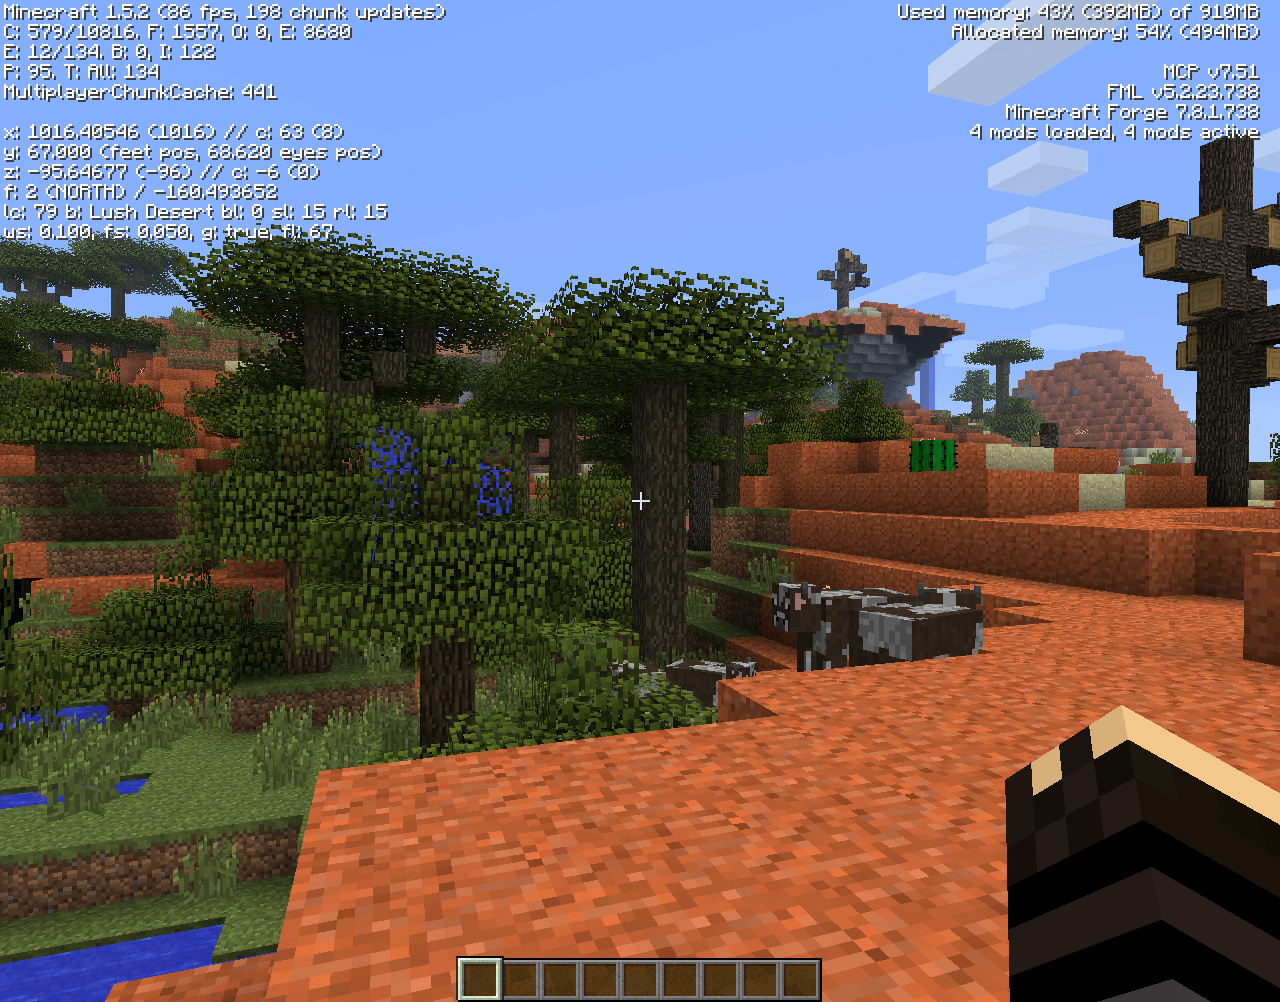 Minecraft 1.5.2 (86 fps, 198 chunk updates)
C: 579/10816. F: 1557, O: 0, E: 8680
E: 12/134. B: 0, I: 122
P: 95. T: All: 134
MultiplayerChunkCache: 441
x: 1016.40546 (1016) // c: 63 (8)
y: 67.000 (feet pos, 68.620 eyes pos)
z: -95.64677 (-96) // c: -6 (0)
f: 2 (NORTH) / -160.493652
lc: 79 b: Lush Desert bl: 0 sl: 15 rl: 15
ws: 0.100, fs: 0.050, g: true, fl: 67
Used memory: 43% (392MB) of 910MB
Allocated memory: 54% (494MB)
MCP v7.51
FML v5.2.23.738
Minecraft Forge 7.8.1.738
4 mods loaded, 4 mods active